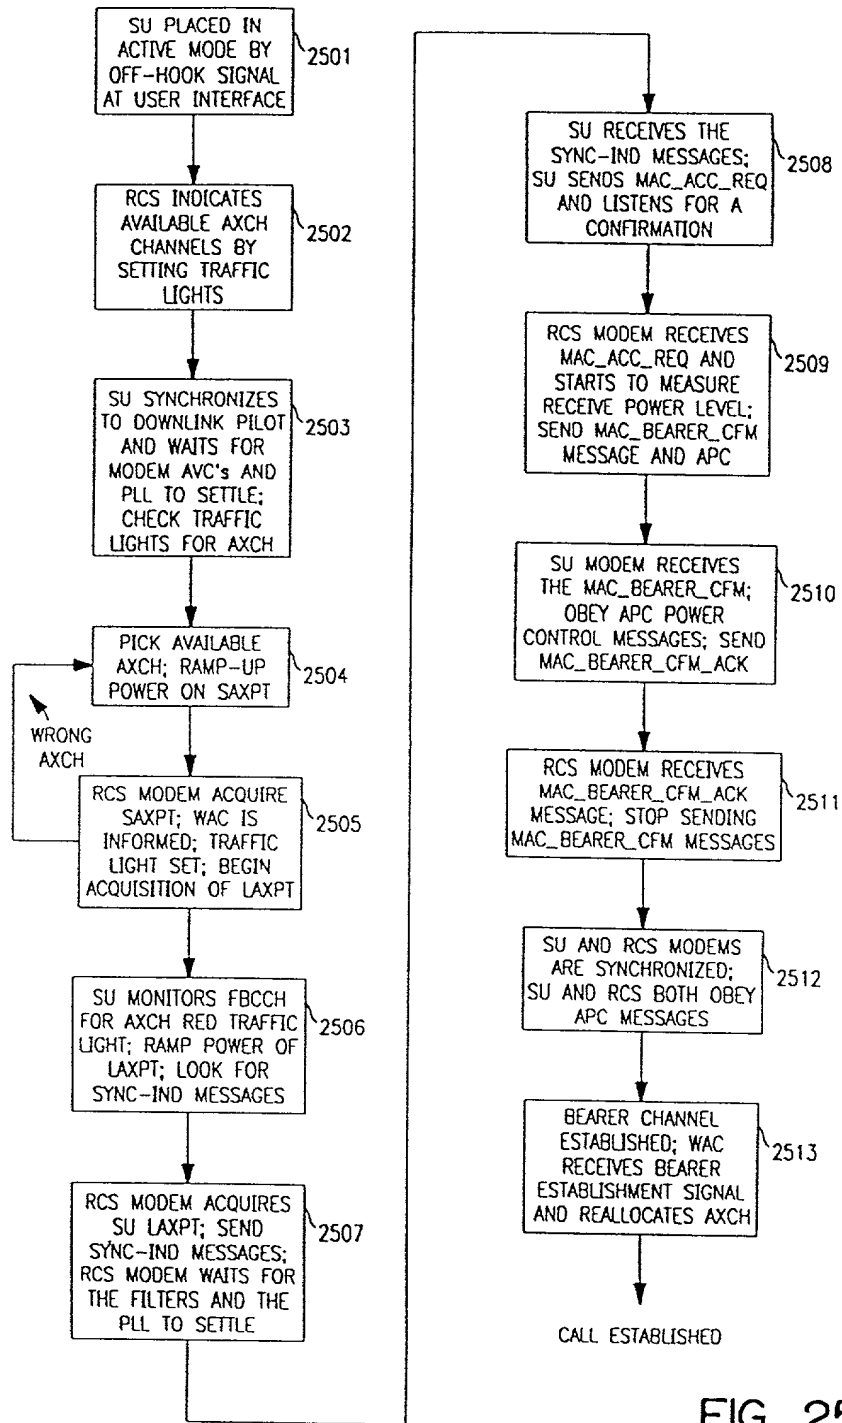 SU PLACED IN
ACTIVE MODE BY
OFF-HOOK SIGNAL
AT USER INTERFACE
2501
RCS INDICATES
AVAILABLE AXCH
CHANNELS BY
SETTING TRAFFIC
LIGHTS
2502
SU SYNCHRONIZES
TO DOWNLINK PILOT
AND WAITS FOR
MODEM AVC's AND
PLL TO SETTLE;
CHECK TRAFFIC
LIGHTS FOR AXCH
2503
PICK AVAILABLE
AXCH; RAMP-UP
POWER ON SAXPT
2504
WRONG
AXCH
RCS MODEM ACQUIRE
SAXPT; WAC IS
INFORMED; TRAFFIC
LIGHT SET; BEGIN
ACQUISITION OF LAXPT
2505
SU MONITORS FBCCH
FOR AXCH RED TRAFFIC
LIGHT; RAMP POWER OF
LAXPT; LOOK FOR
SYNC-IND MESSAGES
2506
RCS MODEM ACQUIRES
SU LAXPT; SEND
SYNC-IND MESSAGES;
RCS MODEM WAITS FOR
THE FILTERS AND THE
PLL TO SETTLE
2507
SU RECEIVES THE
SYNC-IND MESSAGES;
SU SENDS MAC_ACC_REQ
AND LISTENS FOR A
CONFIRMATION
2508
RCS MODEM RECEIVES
MAC_ACC_REQ AND
STARTS TO MEASURE
RECEIVE POWER LEVEL;
SEND MAC_BEARER_CFM
MESSAGE AND APC
2509
SU MODEM RECEIVES
THE MAC_BEARER_CFM;
OBEY APC POWER
CONTROL MESSAGES; SEND
MAC_BEARER_CFM_ACK
2510
RCS MODEM RECEIVES
MAC_BEARER_CFM_ACK
MESSAGE; STOP SENDING
MAC_BEARER_CFM MESSAGES
2511
SU AND RCS MODEMS
ARE SYNCHRONIZED;
SU AND RCS BOTH OBEY
APC MESSAGES
2512
BEARER CHANNEL
ESTABLISHED; WAC
RECEIVES BEARER
ESTABLISHMENT SIGNAL
AND REALLOCATES AXCH
2513
CALL ESTABLISHED
FIG. 25